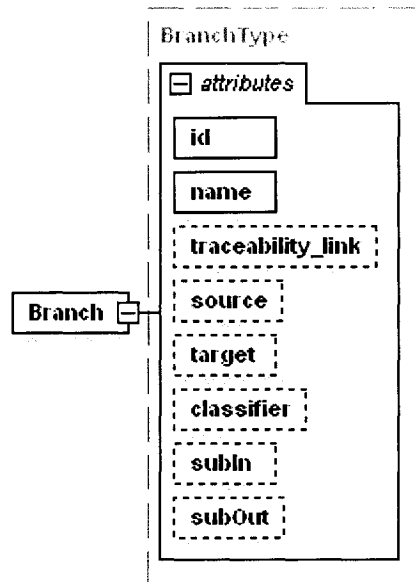 BranchType
attributes
id
name
traceability_link
source
target
Branch
classifier
subIn
subOut